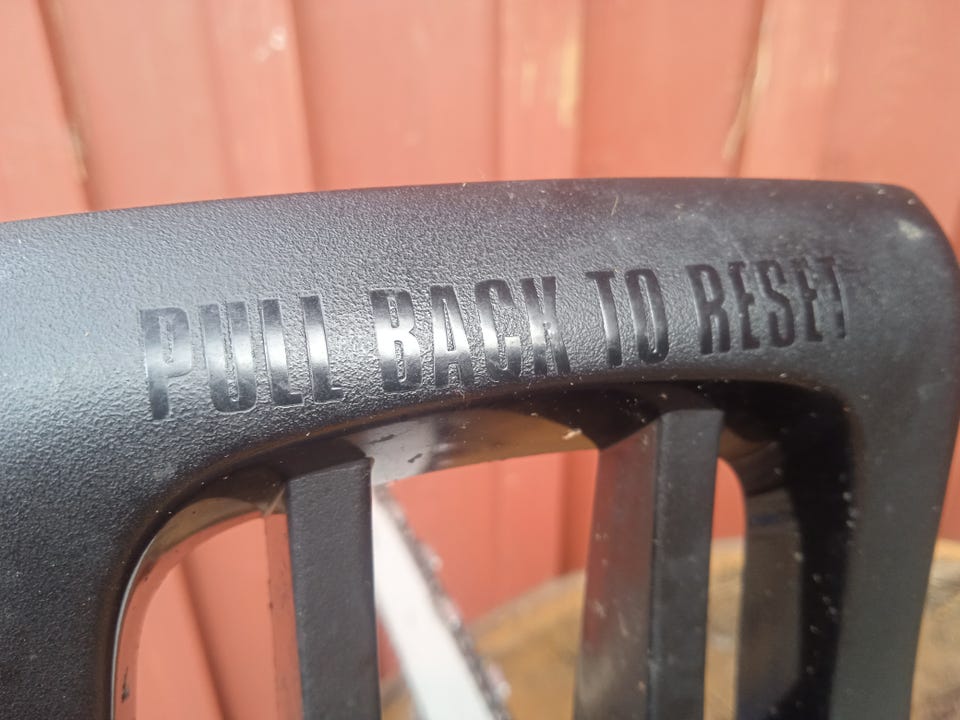 PULL BACK TO RESET